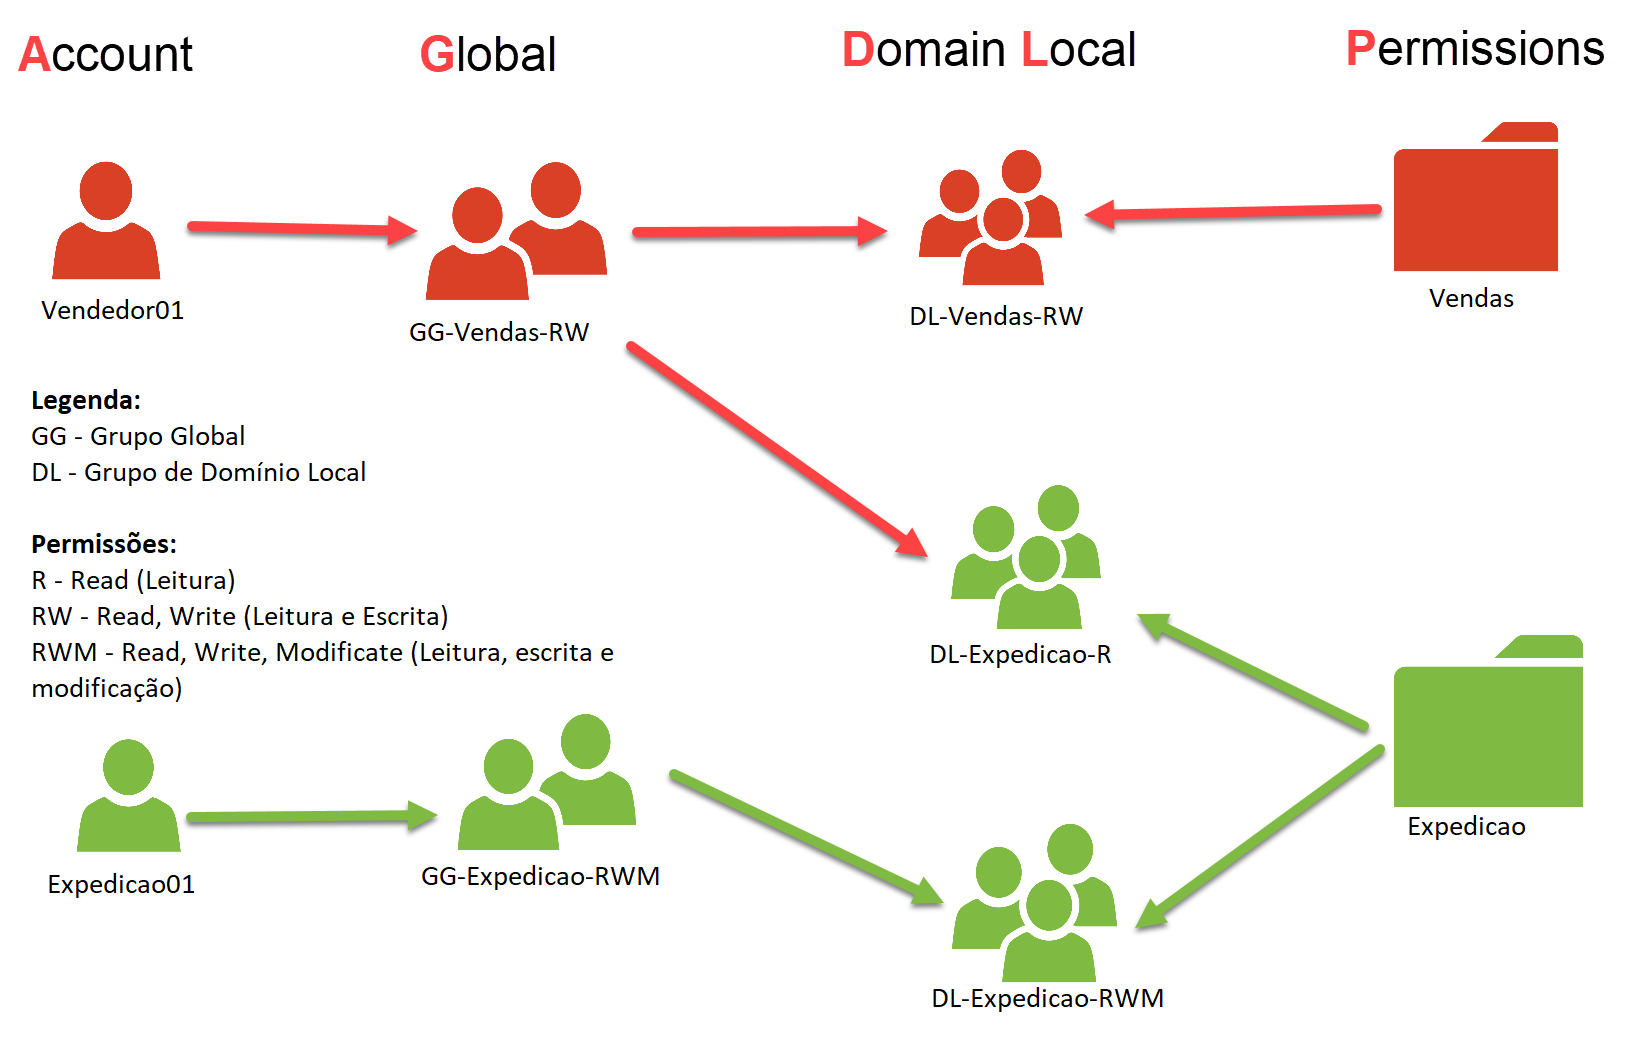 Account
Global
Domain Local
Permissions
Vendedor01
GG-Vendas-RW
DL-Vendas-RW
Vendas
Legenda:
GG - Grupo Global
DL - Grupo de Domínio Local
Permissões:
R - Read (Leitura)
RW - Read, Write (Leitura e Escrita)
RWM - Read, Write, Modificate (Leitura, escrita e
modificação)
DL-Expedicao-R
Expedicao
Expedicao01
GG-Expedicao-RWM
DL-Expedicao-RWM